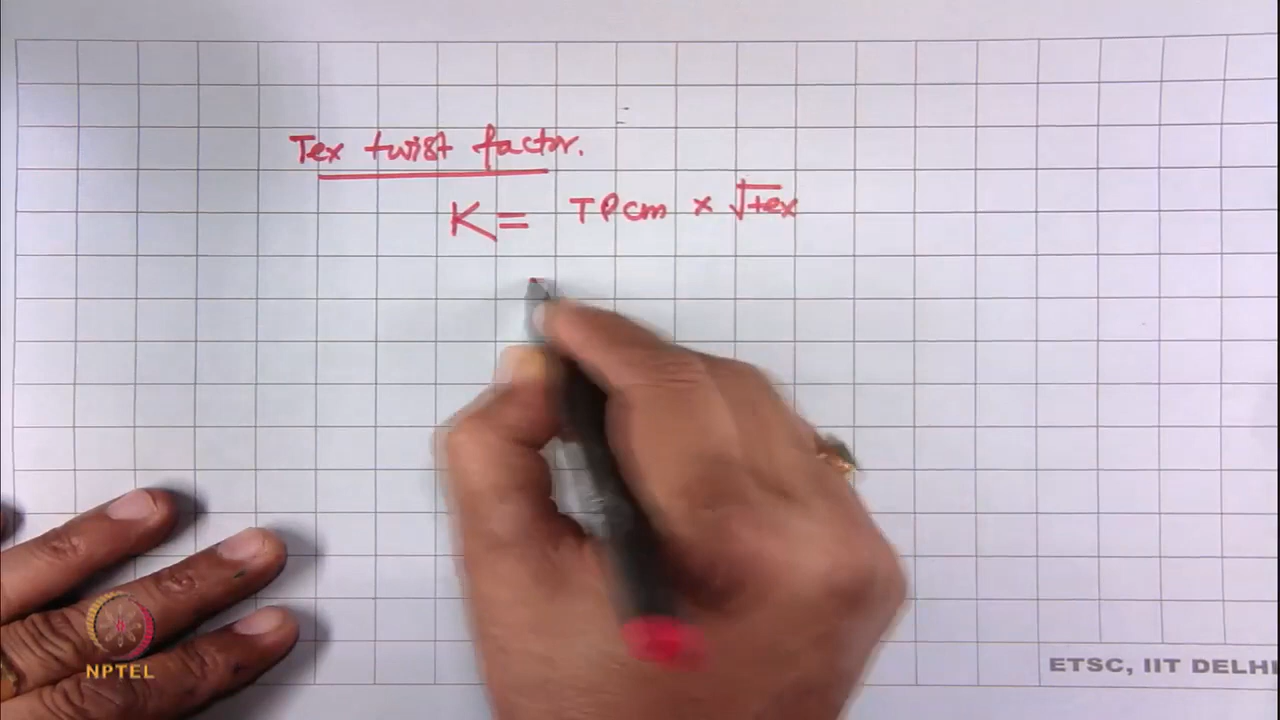 Tex twist factor.
K = TPcm × √tex
NPTEL
ETSC, IIT DELHI